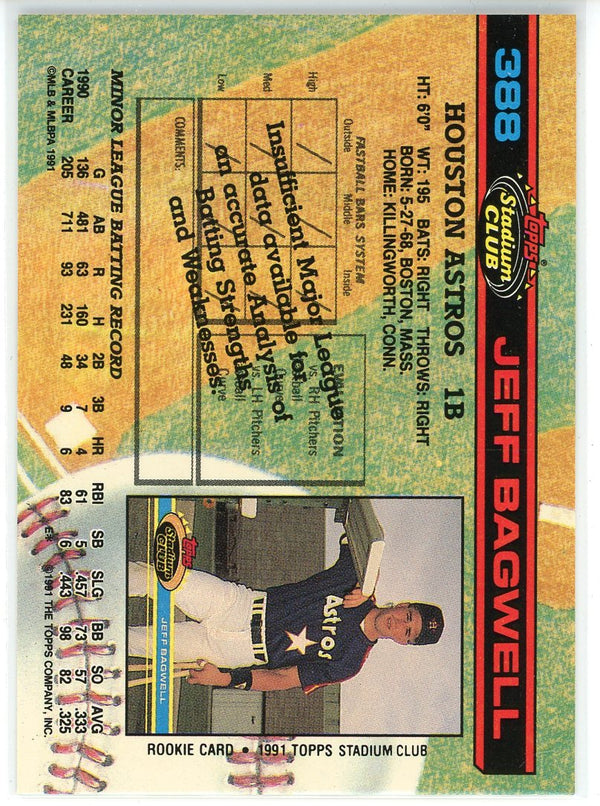 388
Topps®
Stadium
CLUB
JEFF BAGWELL
HOUSTON ASTROS 1B
HT: 6'0" WT: 195 BATS: RIGHT THROWS: RIGHT
BORN: 5-27-68, BOSTON, MASS.
HOME: KILLINGWORTH, CONN.
FASTBALL BARS SYSTEM
Outside Middle Inside
High
Med
Low
EVALUATION
vs. RH Pitchers
Curve
vs. LH Pitchers
Curve
COMMENTS:
Insufficient Major League
data available for
an accurate Analysis of
Batting Strengths
and Weaknesses.
MINOR LEAGUE BATTING RECORD
G AB R H 2B 3B HR RBI SB SLG BB SO AVG
1990 136 481 63 160 34 7 4 61 5 .457 73 57 .333
CAREER 205 711 93 231 48 9 6 83 6 .443 98 82 .325
©MLB & MLBPA 1991
E* ©1991 THE TOPPS COMPANY, INC.
Astros
H
Topps
Stadium
CLUB
JEFF BAGWELL
ROOKIE CARD • 1991 TOPPS STADIUM CLUB